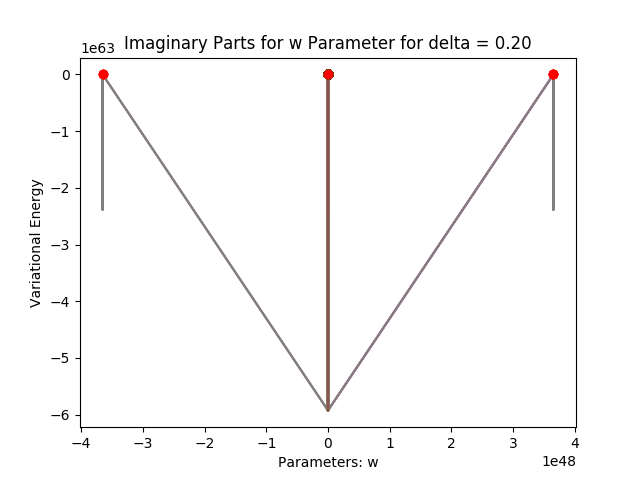 Imaginary Parts for w Parameter for delta = 0.20
1e63
0
−1
−2
−3
−4
−5
−6
Variational Energy
−4 −3 −2 −1 0 1 2 3 4
1e48
Parameters: w